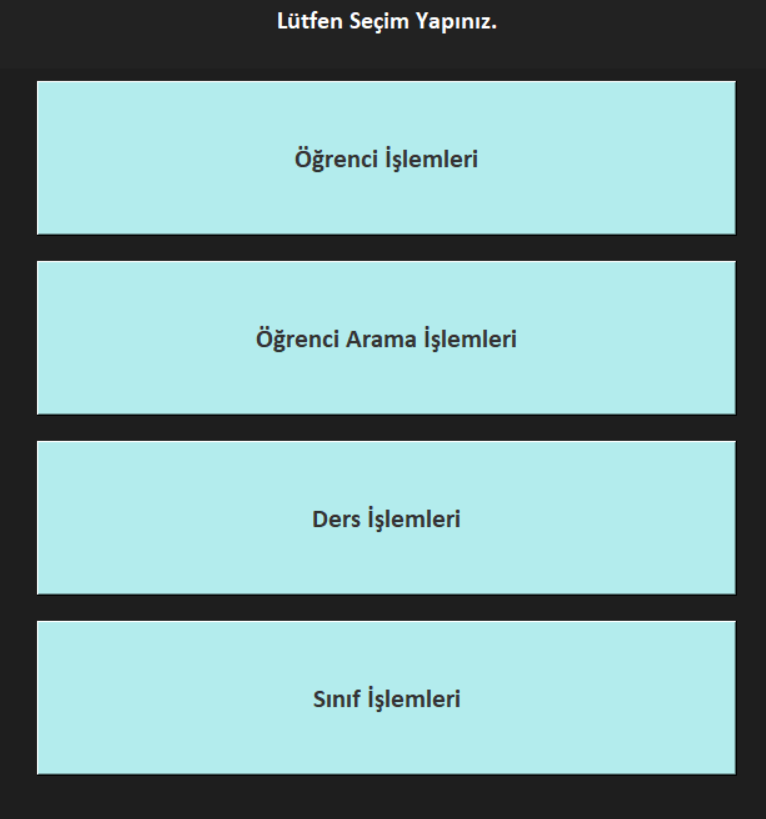 Lütfen Seçim Yapınız.
Öğrenci İşlemleri
Öğrenci Arama İşlemleri
Ders İşlemleri
Sınıf İşlemleri